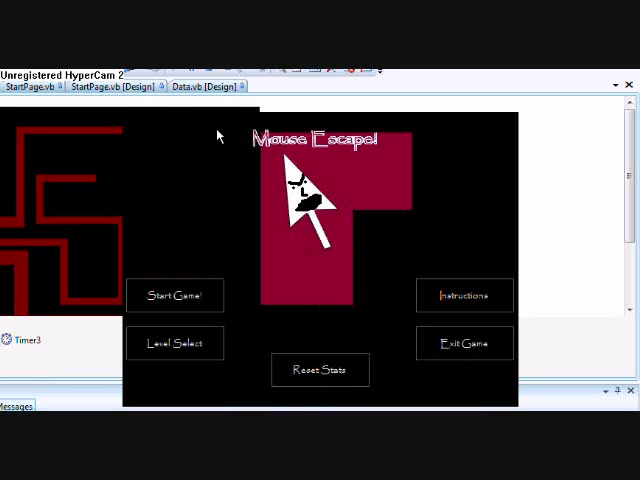 Unregistered HyperCam 2
StartPage.vb StartPage.vb [Design] Data.vb [Design]
Mouse Escape!
Start Game!
Instructions
Level Select
Exit Game
Reset Stats
Timer3
Messages